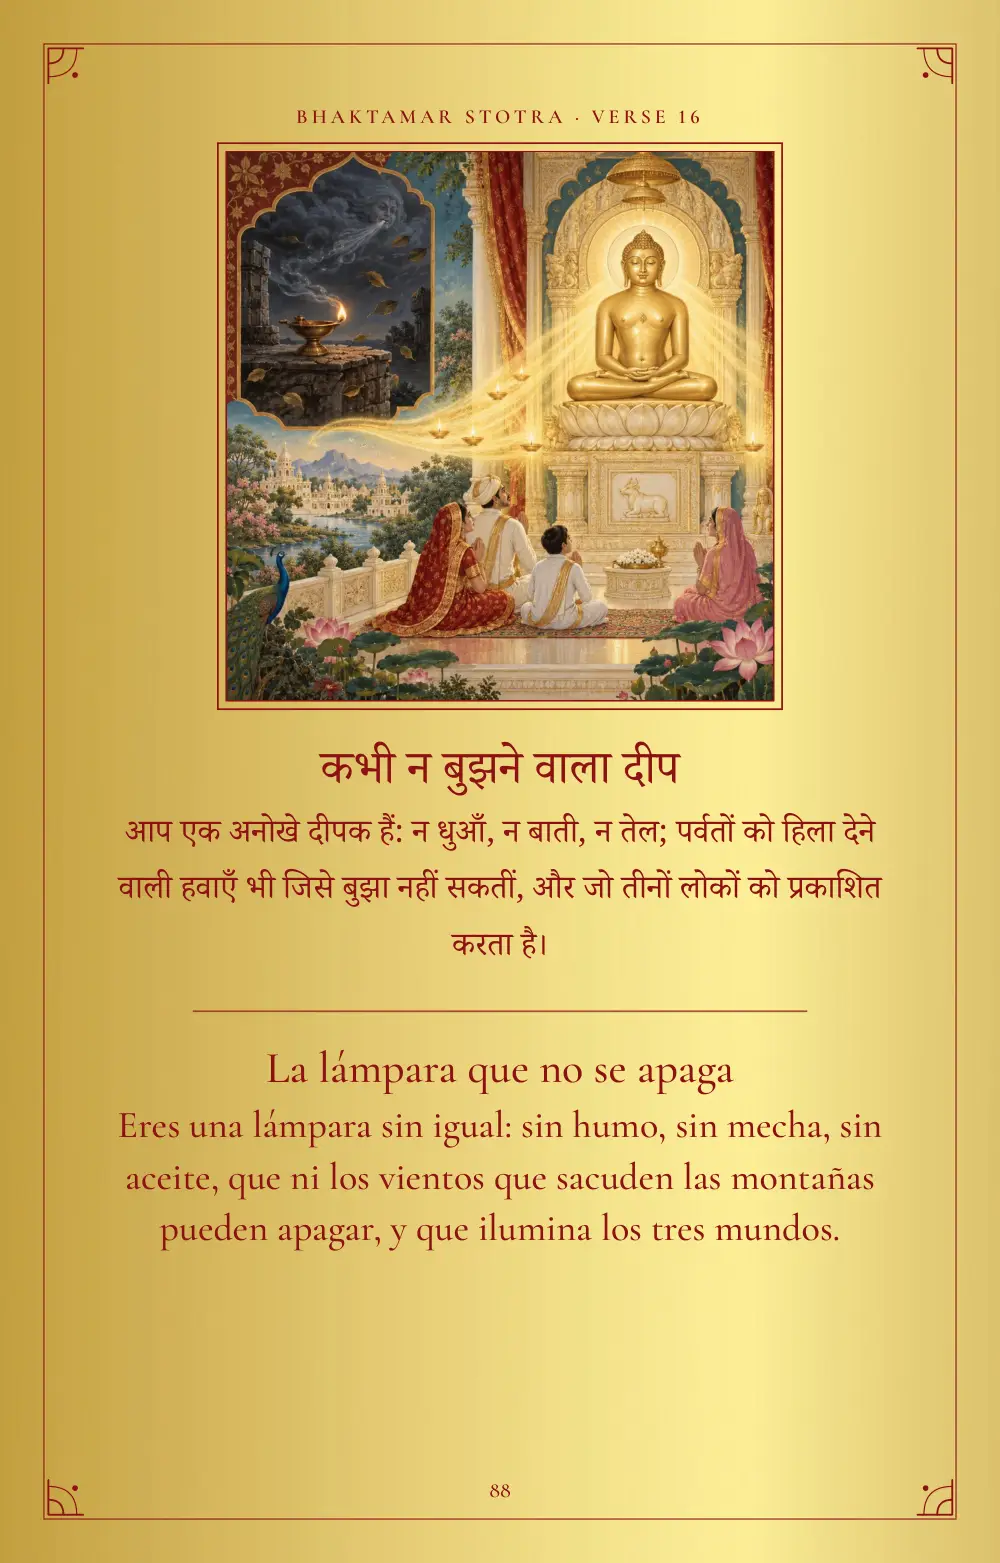 BHAKTAMAR STOTRA · VERSE 16
कभी न बुझने वाला दीप
आप एक अनोखे दीपक हैं: न धुआँ, न बाती, न तेल; पर्वतों को हिला देने
वाली हवाएँ भी जिसे बुझा नहीं सकतीं, और जो तीनों लोकों को प्रकाशित
करता है।
La lámpara que no se apaga
Eres una lámpara sin igual: sin humo, sin mecha, sin
aceite, que ni los vientos que sacuden las montañas
pueden apagar, y que ilumina los tres mundos.
88